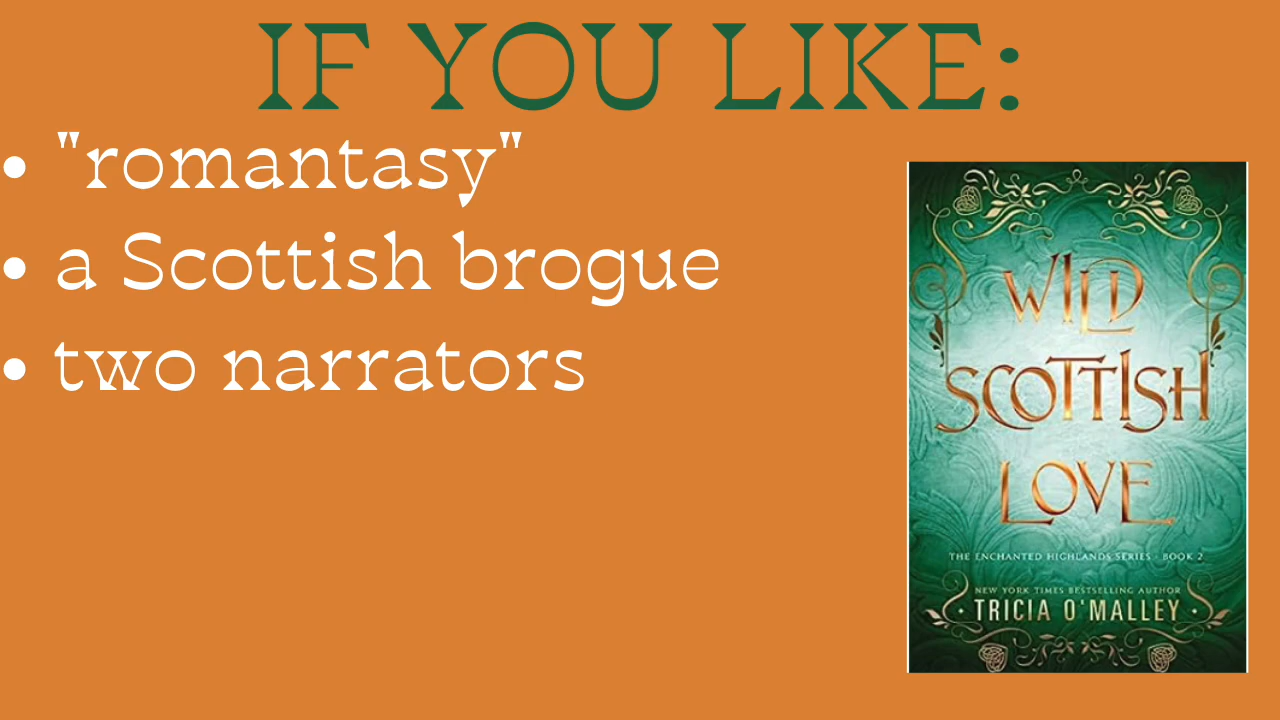 IF YOU LIKE:
• "romantasy"
• a Scottish brogue
• two narrators
WILD
SCOTTISH
LOVE
THE ENCHANTED HIGHLANDS SERIES - BOOK 2
NEW YORK TIMES BESTSELLING AUTHOR
• TRICIA O'MALLEY •